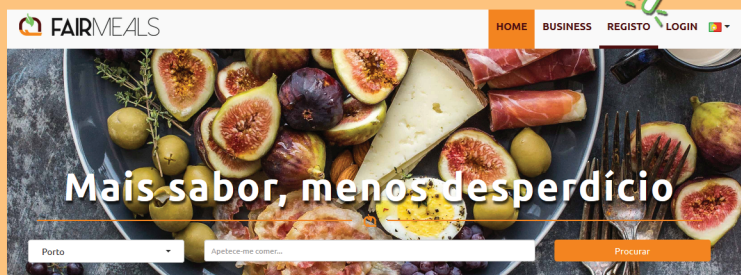 FAIRMEALS
HOME BUSINESS REGISTO LOGIN
Mais sabor, menos desperdício
Porto Apetece-me comer... Procurar